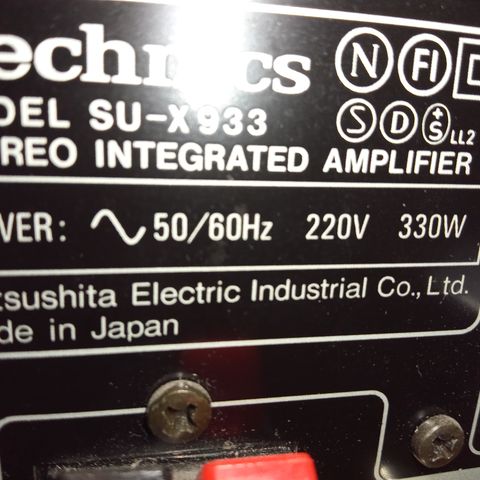 echnics N FI
DEL SU-X933 S D S LL2
REO INTEGRATED AMPLIFIER
WER: ∿ 50/60Hz 220V 330W
tsushita Electric Industrial Co., Ltd.
de in Japan